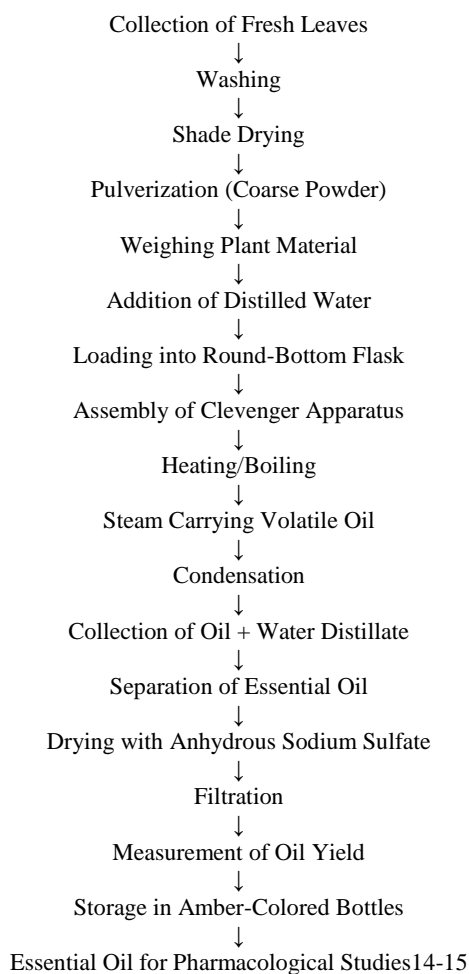 Collection of Fresh Leaves
↓
Washing
↓
Shade Drying
↓
Pulverization (Coarse Powder)
↓
Weighing Plant Material
↓
Addition of Distilled Water
↓
Loading into Round-Bottom Flask
↓
Assembly of Clevenger Apparatus
↓
Heating/Boiling
↓
Steam Carrying Volatile Oil
↓
Condensation
↓
Collection of Oil + Water Distillate
↓
Separation of Essential Oil
↓
Drying with Anhydrous Sodium Sulfate
↓
Filtration
↓
Measurement of Oil Yield
↓
Storage in Amber-Colored Bottles
↓
Essential Oil for Pharmacological Studies14-15